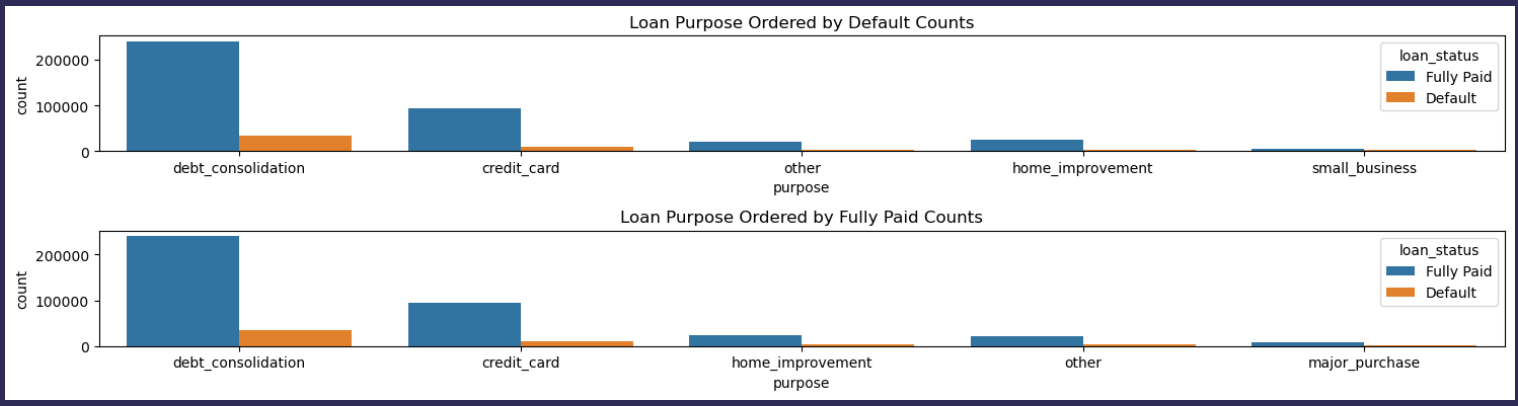 Loan Purpose Ordered by Default Counts
count
200000
100000
0
loan_status
Fully Paid
Default
debt_consolidation credit_card other home_improvement small_business
purpose
Loan Purpose Ordered by Fully Paid Counts
count
200000
100000
0
loan_status
Fully Paid
Default
debt_consolidation credit_card home_improvement other major_purchase
purpose